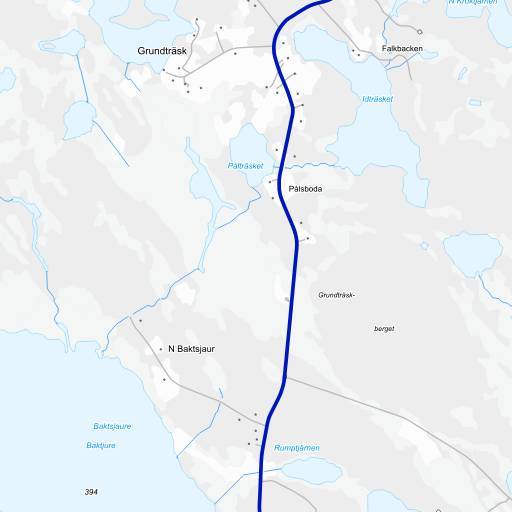 N Kroktjärnen
Grundträsk
Falkbacken
Idträsket
Pålträsket
Pålsboda
Grundträsk-
berget
N Baktsjaur
Baktsjaure
Baktjure
Rumptjärnen
394